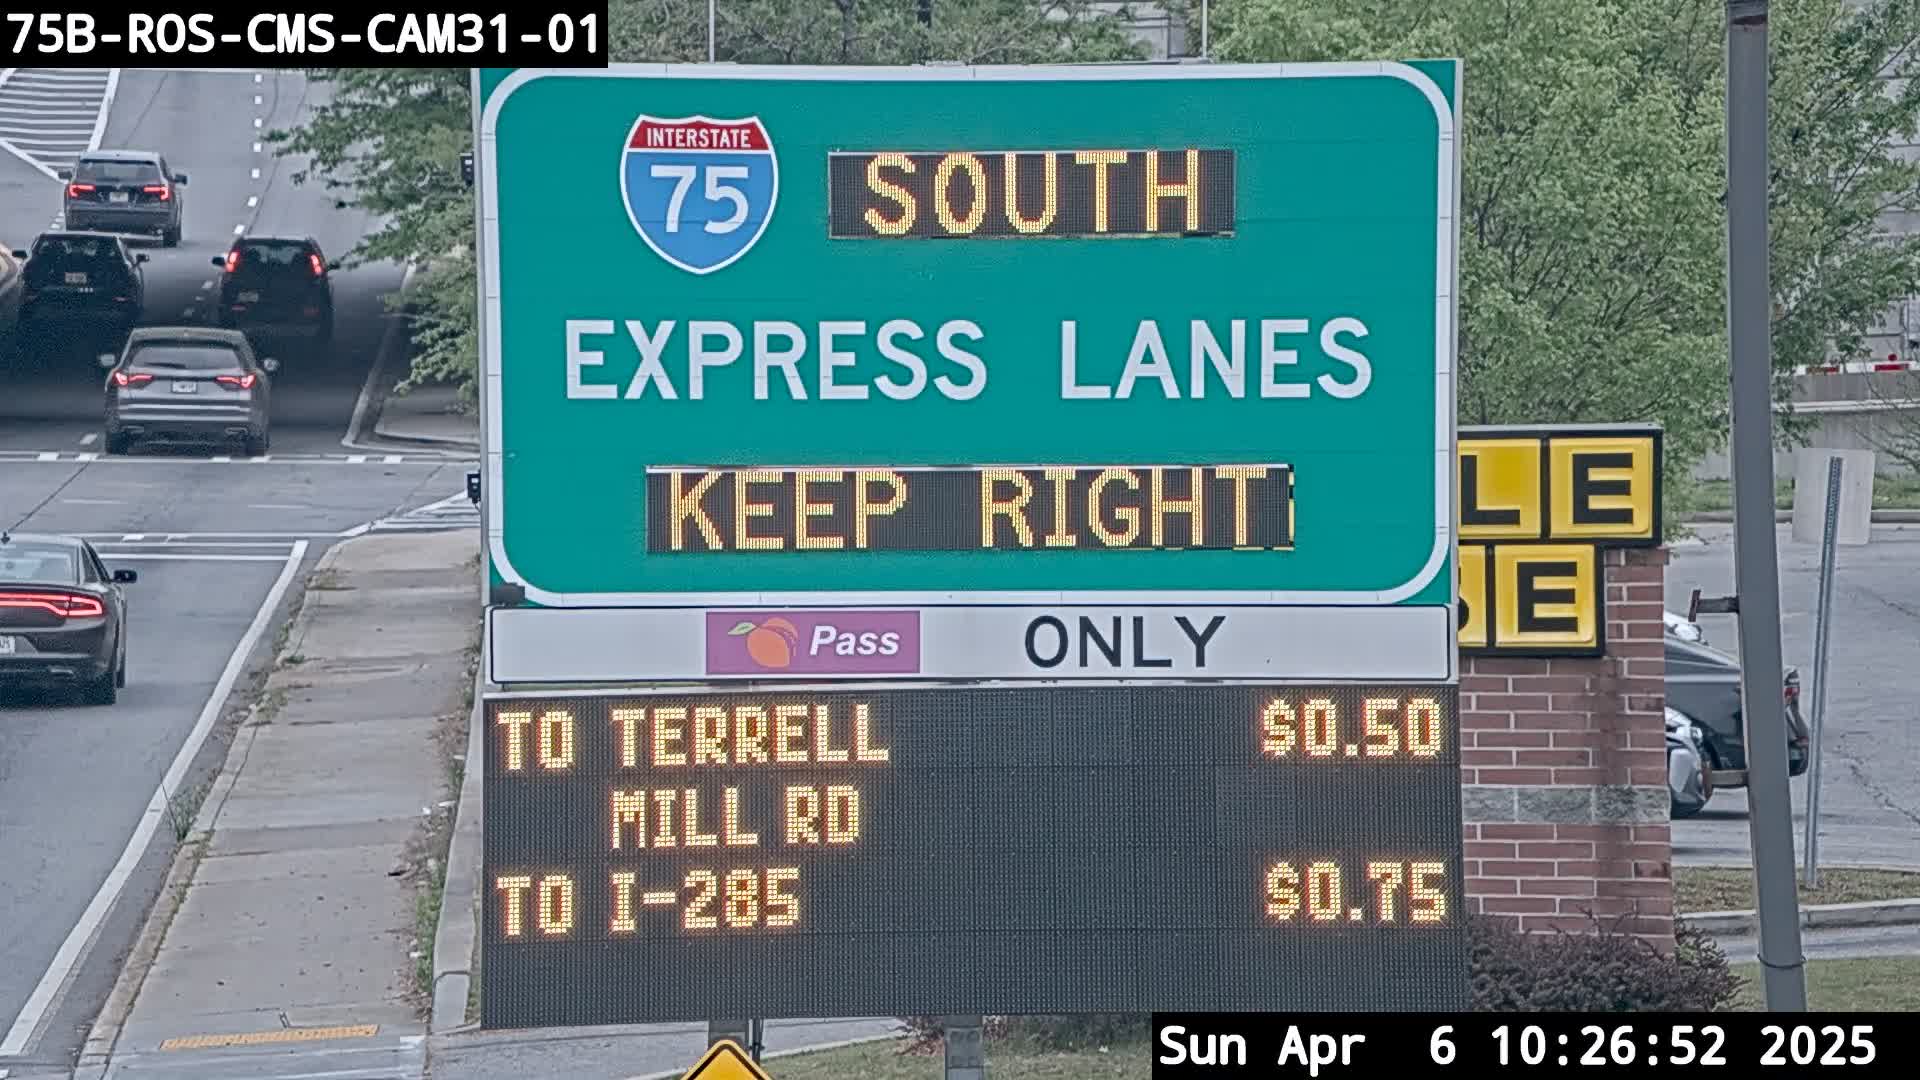 75B-ROS-CMS-CAM31-01
INTERSTATE
75
SOUTH
EXPRESS LANES
KEEP RIGHT
Pass ONLY
TO TERRELL $0.50
MILL RD
TO I-285 $0.75
LE
E
Sun Apr 6 10:26:52 2025